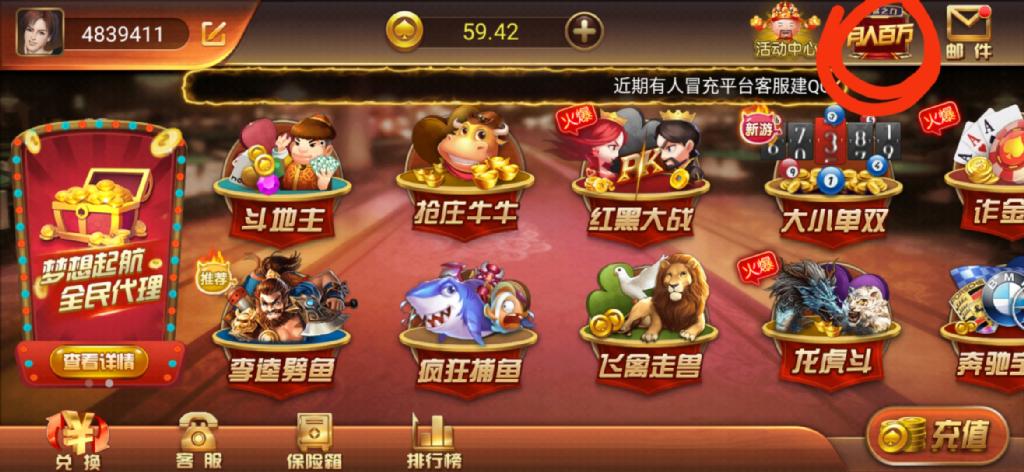 4839411
59.42
活动中心
月入百万
邮件
近期有人冒充平台客服建Q
梦想起航
全民代理
查看详情
斗地主
抢庄牛牛
火爆
PK
红黑大战
新游
大小单双
火爆
诈金
推荐
李逵劈鱼
疯狂捕鱼
飞禽走兽
火爆
龙虎斗
奔驰宝
兑换
客服
保险箱
排行榜
充值